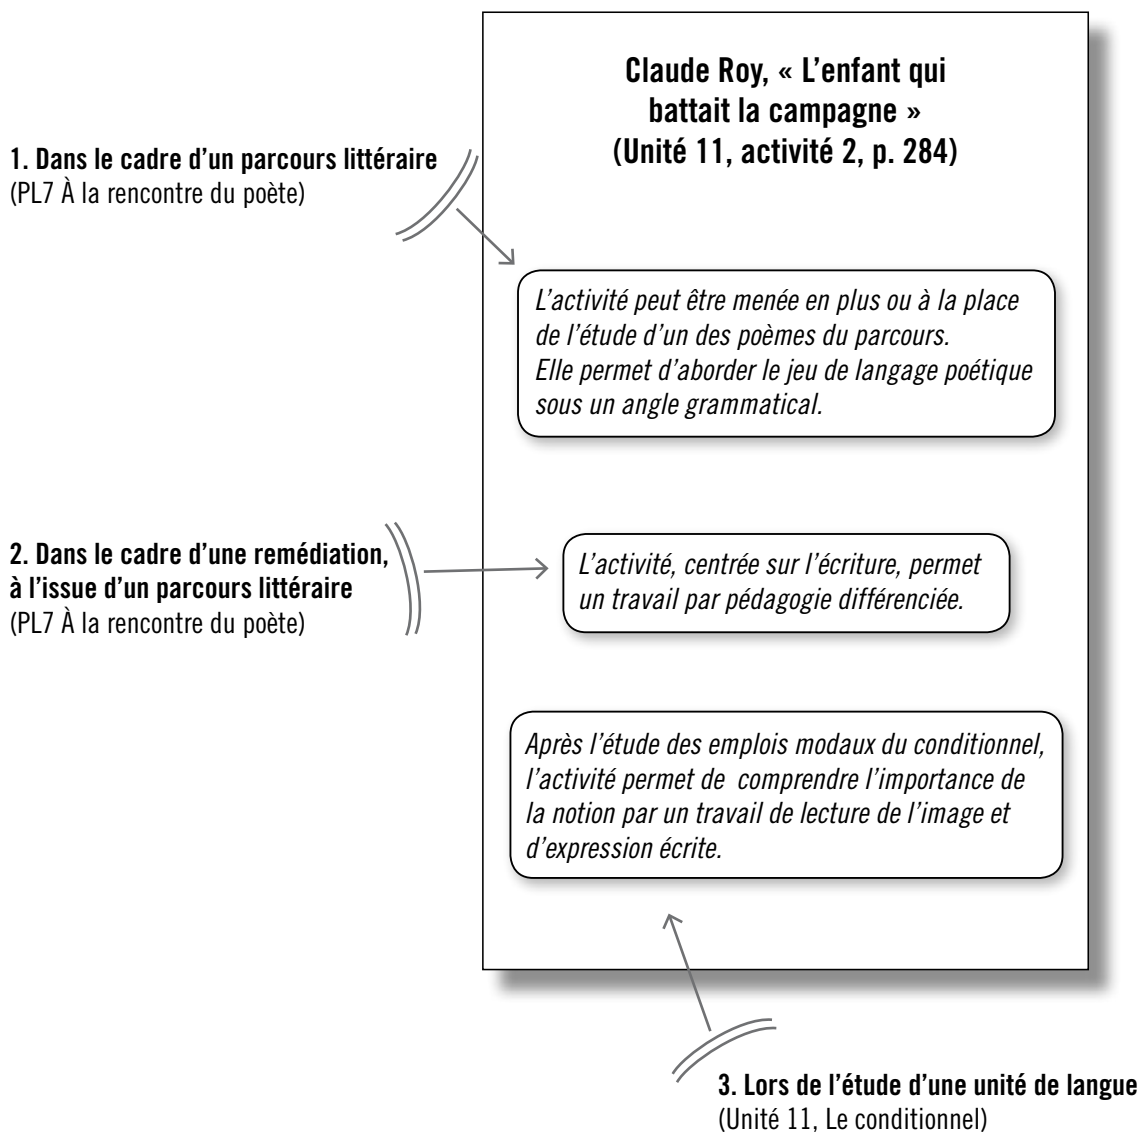 Claude Roy, « L’enfant qui
battait la campagne »
(Unité 11, activité 2, p. 284)
1. Dans le cadre d’un parcours littéraire
(PL7 À la rencontre du poète)
L’activité peut être menée en plus ou à la place
de l’étude d’un des poèmes du parcours.
Elle permet d’aborder le jeu de langage poétique
sous un angle grammatical.
2. Dans le cadre d’une remédiation,
à l’issue d’un parcours littéraire
(PL7 À la rencontre du poète)
L’activité, centrée sur l’écriture, permet
un travail par pédagogie différenciée.
Après l’étude des emplois modaux du conditionnel,
l’activité permet de comprendre l’importance de
la notion par un travail de lecture de l’image et
d’expression écrite.
3. Lors de l’étude d’une unité de langue
(Unité 11, Le conditionnel)